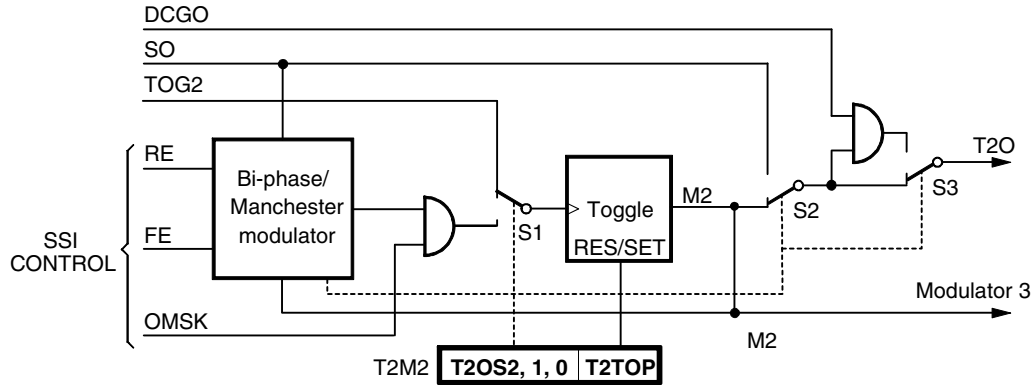 DCGO
SO
TOG2
RE
Bi-phase/
Manchester
modulator
FE
SSI
CONTROL
OMSK
S1
Toggle
RES/SET
M2
S2
S3
T2O
Modulator 3
M2
T2M2
T2OS2, 1, 0
T2TOP